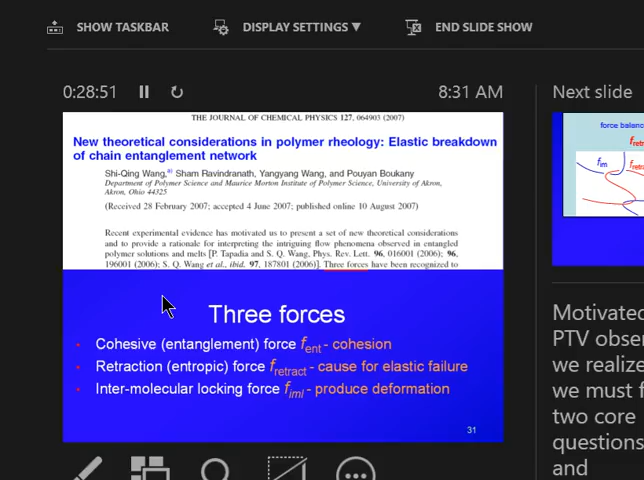 SHOW TASKBAR
DISPLAY SETTINGS ▼
END SLIDE SHOW
0:28:51
8:31 AM
Next slide
THE JOURNAL OF CHEMICAL PHYSICS 127, 064903 (2007)
New theoretical considerations in polymer rheology: Elastic breakdown
of chain entanglement network
Shi-Qing Wang,a) Sham Ravindranath, Yangyang Wang, and Pouyan Boukany
Department of Polymer Science and Maurice Morton Institute of Polymer Science, University of Akron,
Akron, Ohio 44325
(Received 28 February 2007; accepted 4 June 2007; published online 10 August 2007)
Recent experimental evidence has motivated us to present a set of new theoretical considerations
and to provide a rationale for interpreting the intriguing flow phenomena observed in entangled
polymer solutions and melts [P. Tapadia and S. Q. Wang, Phys. Rev. Lett. 96, 016001 (2006); 96,
196001 (2006); S. Q. Wang et al., ibid. 97, 187801 (2006)]. Three forces have been recognized to
Three forces
• Cohesive (entanglement) force fent - cohesion
• Retraction (entropic) force fretract - cause for elastic failure
• Inter-molecular locking force fiml - produce deformation
31
force balan
fretra
fim
Motivated
PTV obser
we realize
we must f
two core
questions
and